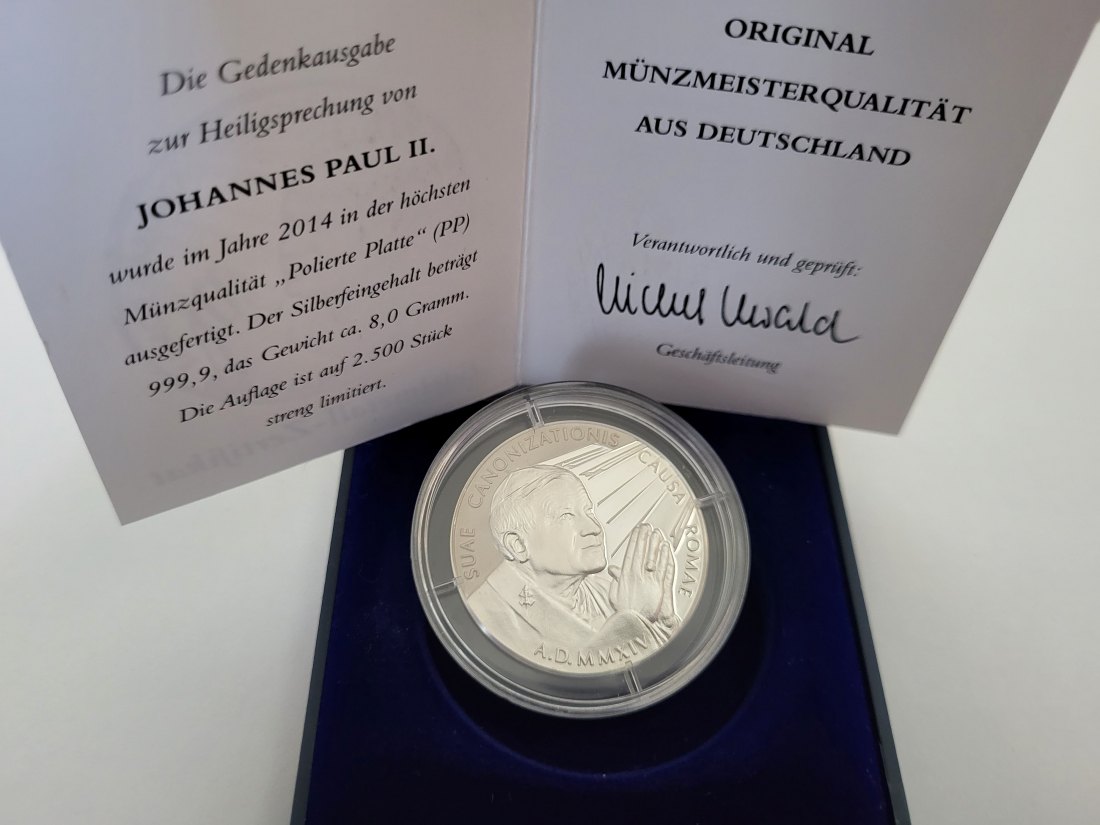 Die Gedenkausgabe
zur Heiligsprechung von
JOHANNES PAUL II.
wurde im Jahre 2014 in der höchsten
Münzqualität „Polierte Platte“ (PP)
ausgefertigt. Der Silberfeingehalt beträgt
999,9, das Gewicht ca. 8,0 Gramm.
Die Auflage ist auf 2.500 Stück
streng limitiert.
ORIGINAL
MÜNZMEISTERQUALITÄT
AUS DEUTSCHLAND
Verantwortlich und geprüft:
Geschäftsleitung
SUAE CANONIZATIONIS CAUSA ROMAE
A.D. MMXIV